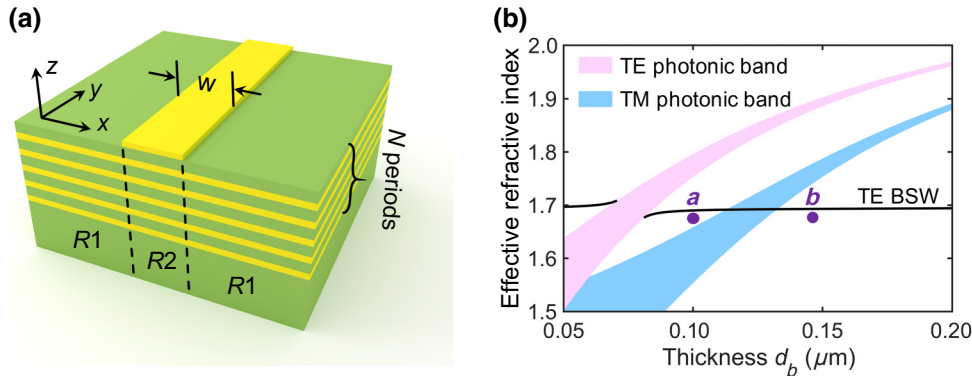 (a)
z
y
x
w
N periods
R1
R2
R1
(b)
Effective refractive index
2.0
1.9
1.8
1.7
1.6
1.5
TE photonic band
TM photonic band
a
b
TE BSW
0.05
0.10
0.15
0.20
Thickness d_b (μm)